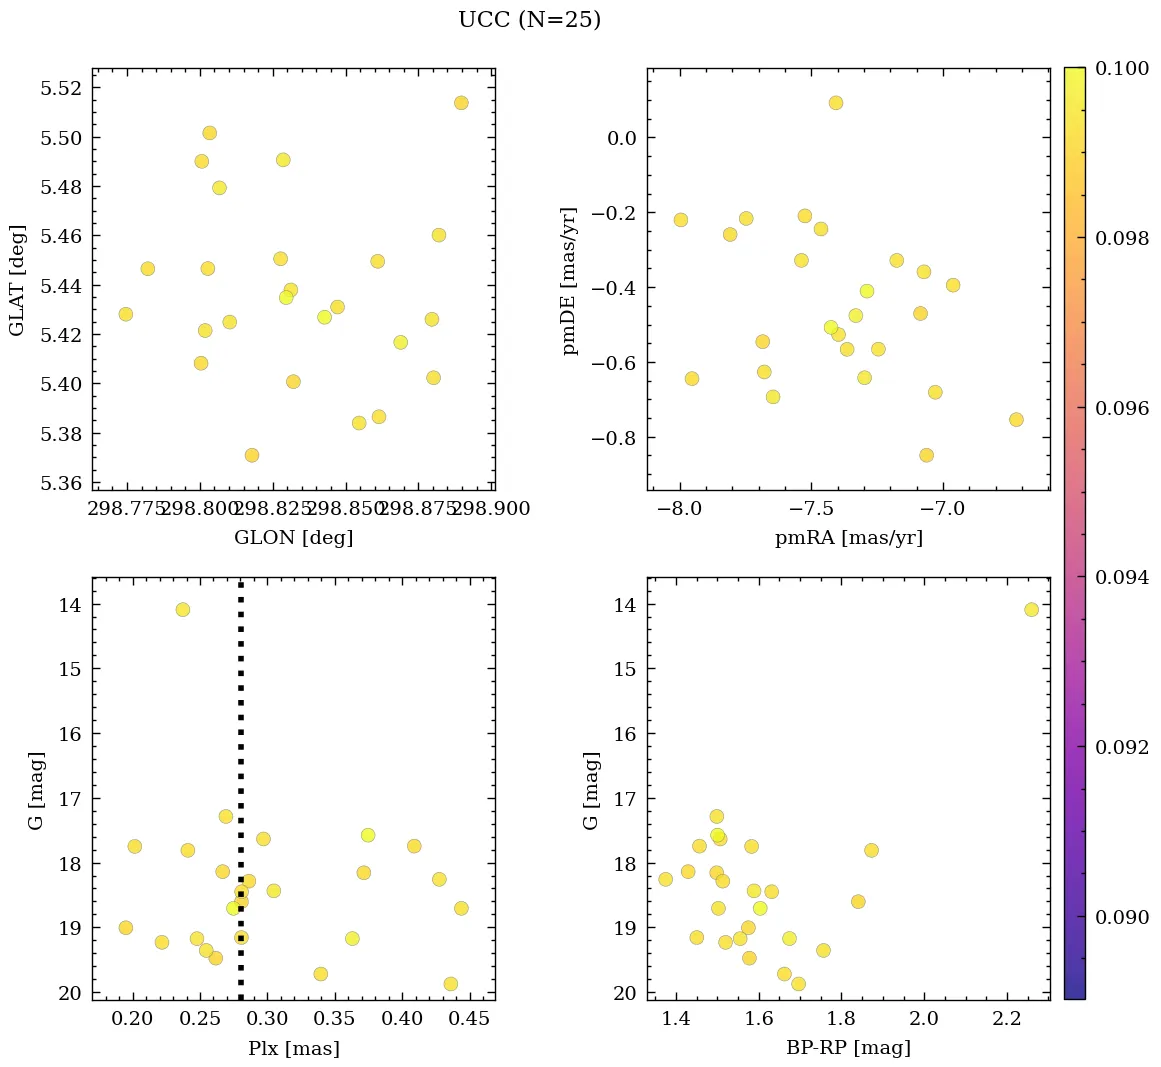 UCC (N=25)
5.52
5.50
5.48
5.46
5.44
5.42
5.40
5.38
5.36
GLAT [deg]
298.775 298.800 298.825 298.850 298.875 298.900
GLON [deg]
0.0
−0.2
−0.4
−0.6
−0.8
pmDE [mas/yr]
−8.0 −7.5 −7.0
pmRA [mas/yr]
0.100
0.098
0.096
0.094
0.092
0.090
14
15
16
17
18
19
20
G [mag]
0.20 0.25 0.30 0.35 0.40 0.45
Plx [mas]
14
15
16
17
18
19
20
G [mag]
1.4 1.6 1.8 2.0 2.2
BP-RP [mag]